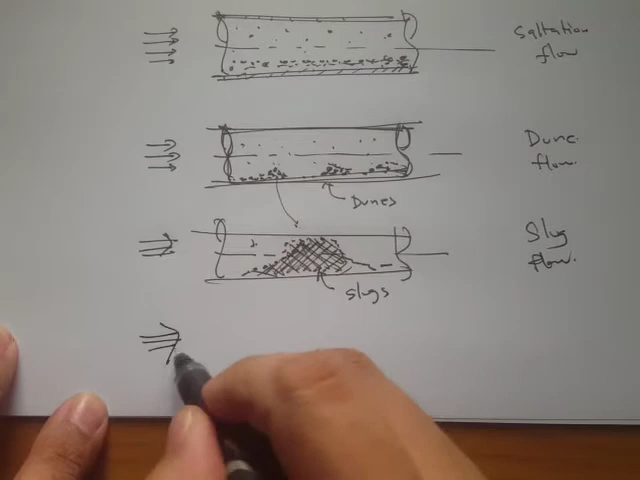 Saltation
flow
Dune
flow.
Dunes
Slug
flow.
Slugs